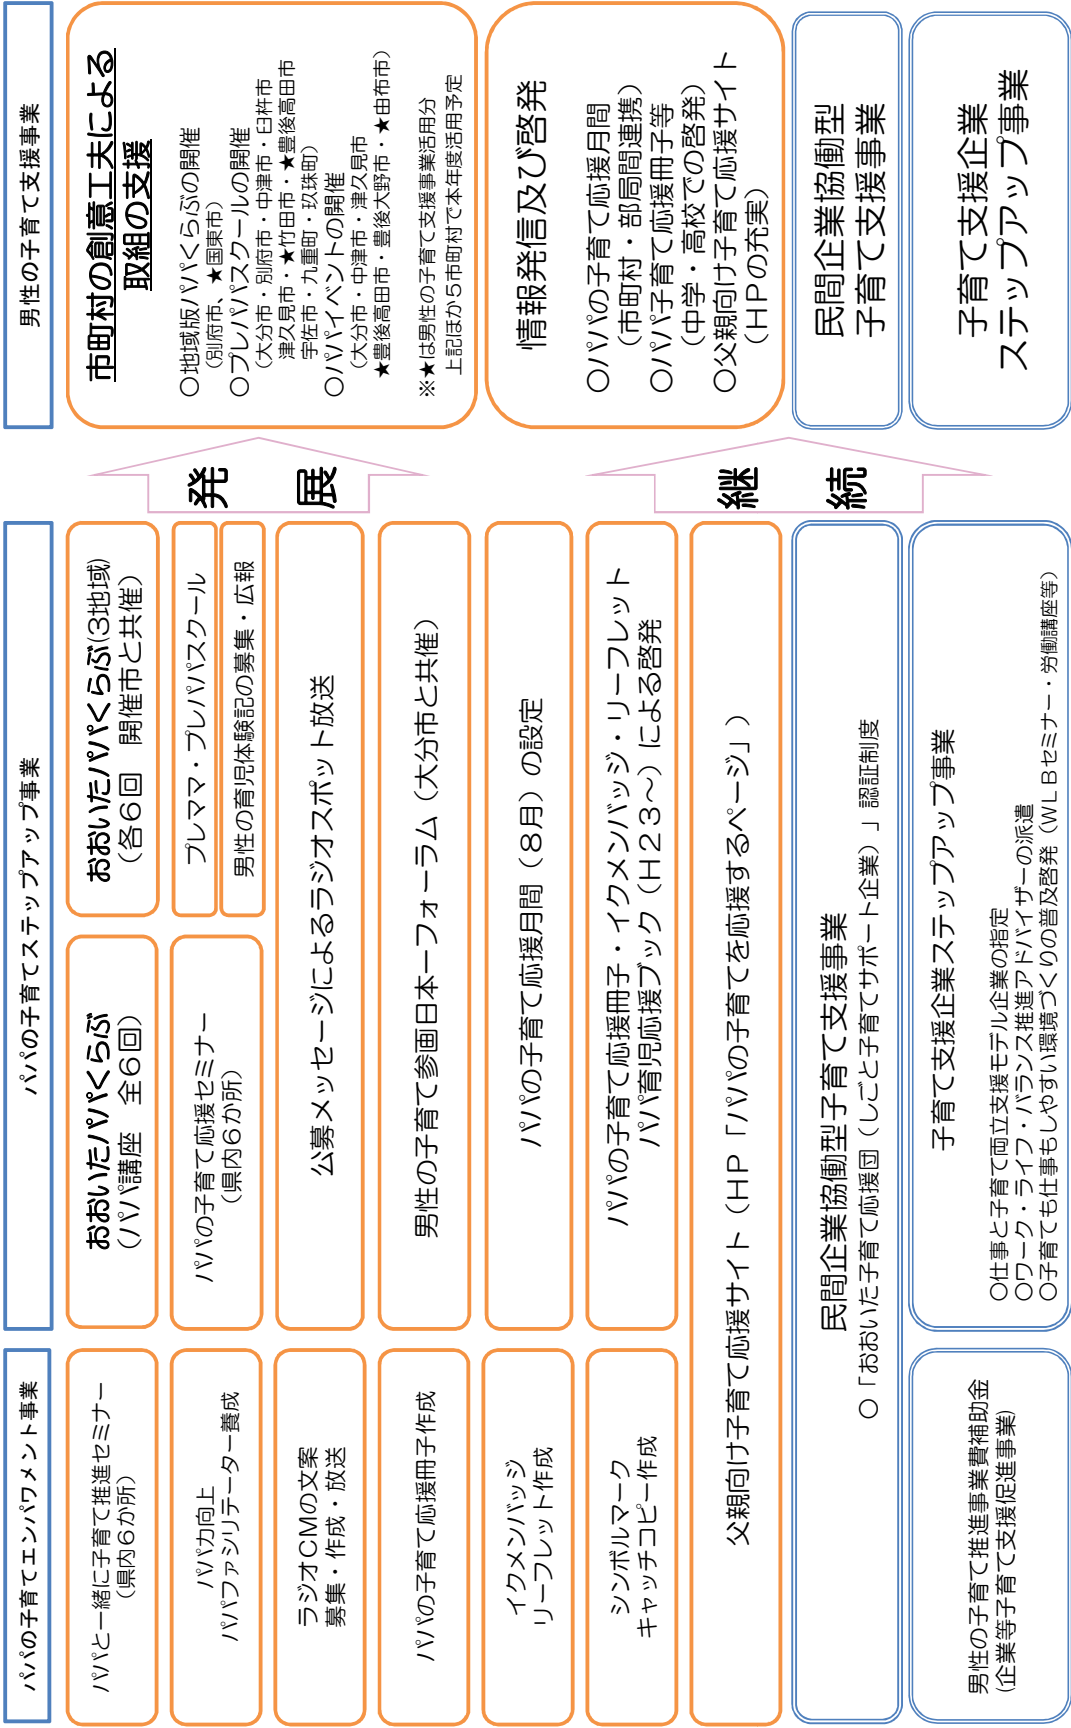 パパの子育てエンパワメント事業
パパと一緒に子育て推進セミナー
（県内６か所）
パパ力向上
パパファシリテーター養成
ラジオＣＭの文案
募集・作成・放送
パパの子育て応援冊子作成
イクメンバッジ
リーフレット作成
シンボルマーク
キャッチコピー作成
男性の子育て推進事業費補助金
(企業等子育て支援促進事業)
パパの子育てステップアップ事業
おおいたパパくらぶ
（パパ講座　全６回）
おおいたパパくらぶ(3地域)
（各６回　開催市と共催）
パパの子育て応援セミナー
（県内６か所）
プレママ・プレパパスクール
男性の育児体験記の募集・広報
公募メッセージによるラジオスポット放送
男性の子育て参画日本一フォーラム（大分市と共催）
パパの子育て応援月間（８月）の設定
パパの子育て応援冊子・イクメンバッジ・リーフレット
パパ育児応援ブック（Ｈ２３～）による啓発
父親向け子育て応援サイト（ＨＰ「パパの子育てを応援するページ」）
民間企業協働型子育て支援事業
○「おおいた子育て応援団（しごと子育てサポート企業）」認証制度
子育て支援企業ステップアップ事業
○仕事と子育て両立支援モデル企業の指定
○ワーク・ライフ・バランス推進アドバイザーの派遣
○子育ても仕事もしやすい環境づくりの普及啓発（ＷＬＢセミナー・労働講座等）
発　展
継　続
男性の子育て支援事業
市町村の創意工夫による
取組の支援
○地域版パパくらぶの開催
（別府市、★国東市）
○プレパパスクールの開催
（大分市・別府市・中津市・臼杵市
津久見市・★竹田市・★豊後高田市
宇佐市・九重町・玖珠町）
○パパイベントの開催
（大分市・中津市・津久見市
★豊後高田市・豊後大野市・★由布市）
※★は男性の子育て支援事業活用分
上記ほか５市町村で本年度活用予定
情報発信及び啓発
○パパの子育て応援月間
（市町村・部局間連携）
○パパ子育て応援冊子等
（中学・高校での啓発）
○父親向け子育て応援サイト
（ＨＰの充実）
民間企業協働型
子育て支援事業
子育て支援企業
ステップアップ事業